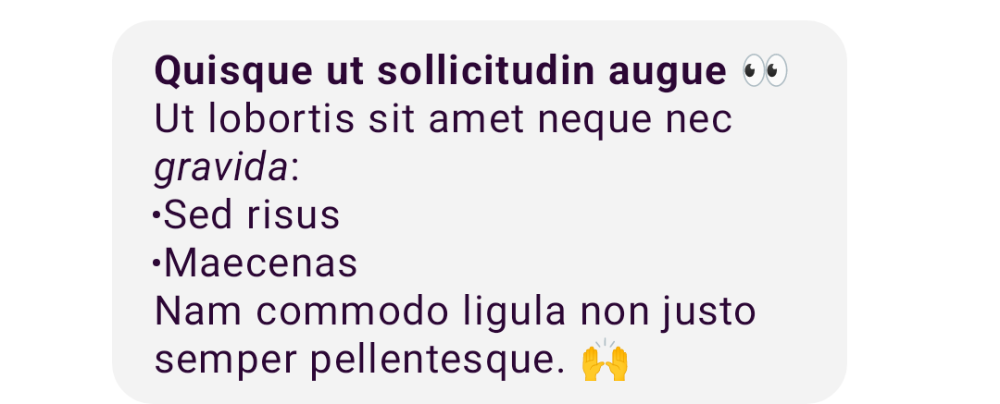 Quisque ut sollicitudin augue 👀
Ut lobortis sit amet neque nec
gravida:
•Sed risus
•Maecenas
Nam commodo ligula non justo
semper pellentesque. 🙌